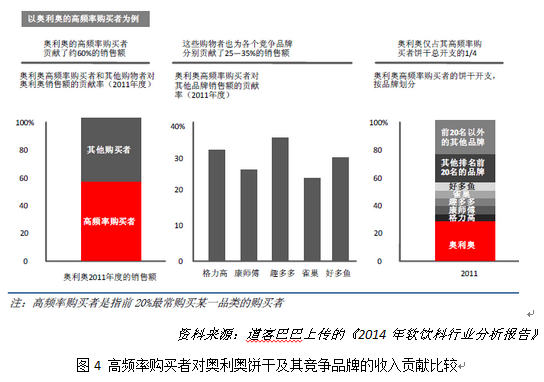 以奥利奥的高频率购买者为例
奥利奥的高频率购买者
贡献了约60%的销售额
奥利奥高频率购买者和其他购物者对
奥利奥销售额的贡献率（2011年度）
100%
80
60
40
20
0
其他购买者
高频率购买者
奥利奥2011年度的销售额
这些购物者也为各个竞争品牌
分别贡献了25—35%的销售额
奥利奥高频率购买者对
其他品牌销售额的贡献
率（2011年度）
40%
30
20
10
0
格力高 康师傅 趣多多 雀巢 好多鱼
奥利奥仅占其高频率购
买者饼干总开支的1/4
奥利奥高频率购买者的饼干开支，
按品牌划分
100%
80
60
40
20
0
前20名以外
的其他品牌
其他排名前
20名的品牌
好多鱼
雀巢
趣多多
康师傅
格力高
奥利奥
2011
注：高频率购买者是指前20%最常购买某一品类的购买者
资料来源：道客巴巴上传的《2014 年软饮料行业分析报告》
图 4 高频率购买者对奥利奥饼干及其竞争品牌的收入贡献比较